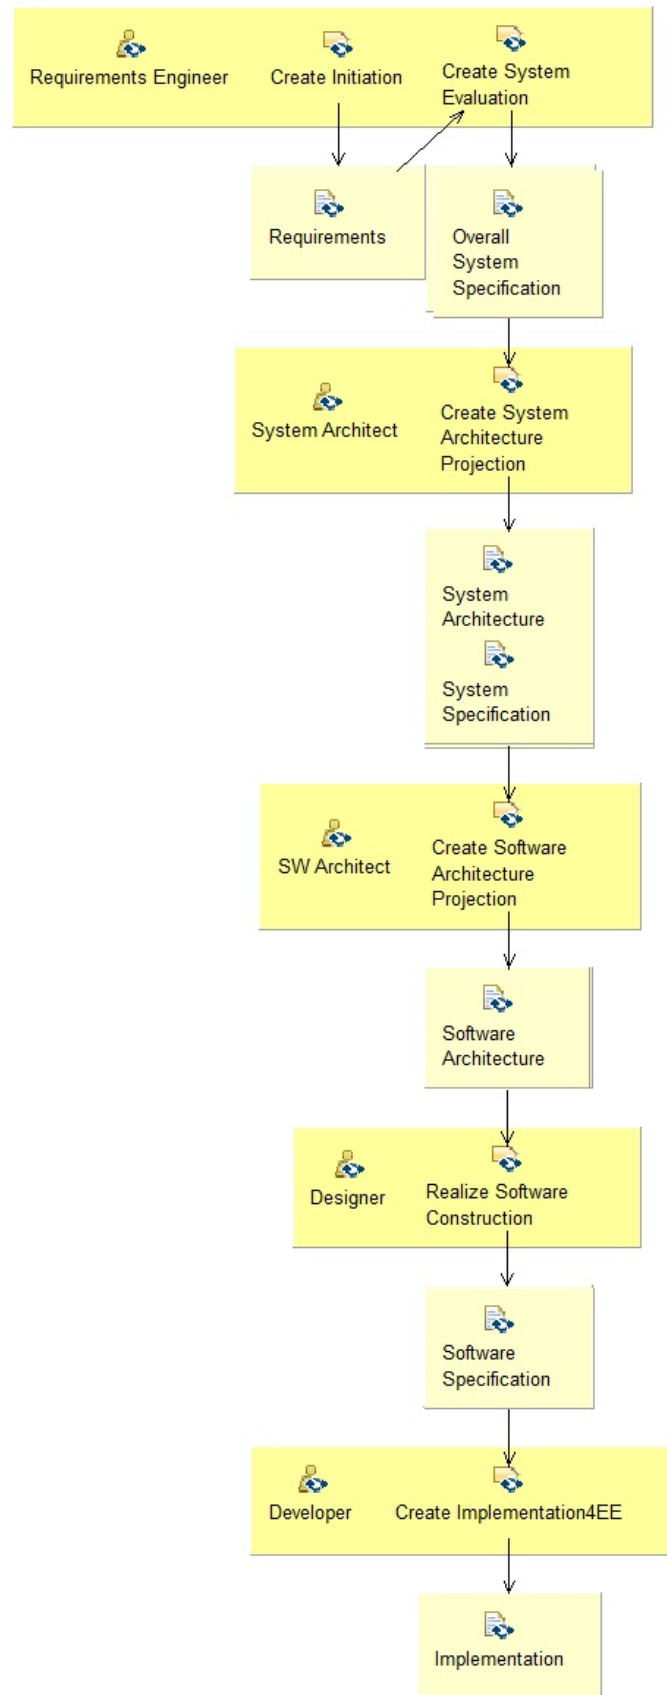 Requirements Engineer
Create Initiation
Create System
Evaluation
Requirements
Overall
System
Specification
System Architect
Create System
Architecture
Projection
System
Architecture
System
Specification
SW Architect
Create Software
Architecture
Projection
Software
Architecture
Designer
Realize Software
Construction
Software
Specification
Developer
Create Implementation4EE
Implementation